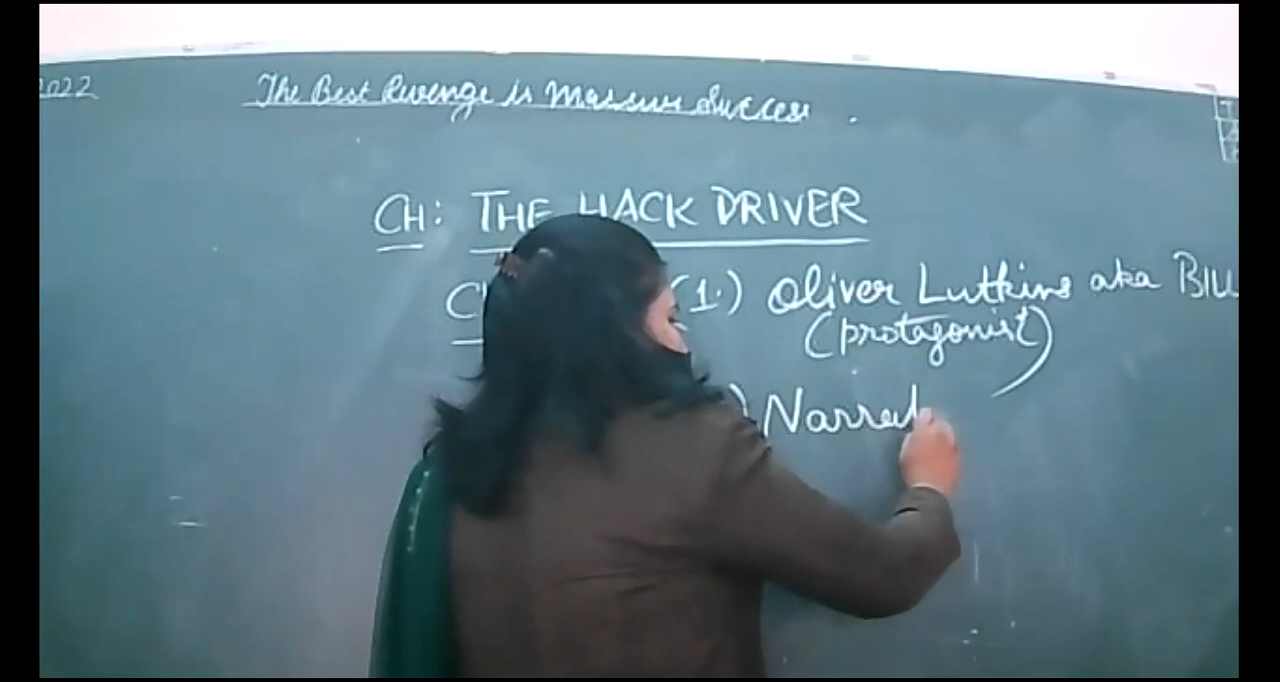 2022
The Best Revenge is Massive Success.
CH: THE HACK DRIVER
(1.) Oliver Lutkins aka BILL
(protagonist)
) Narrat